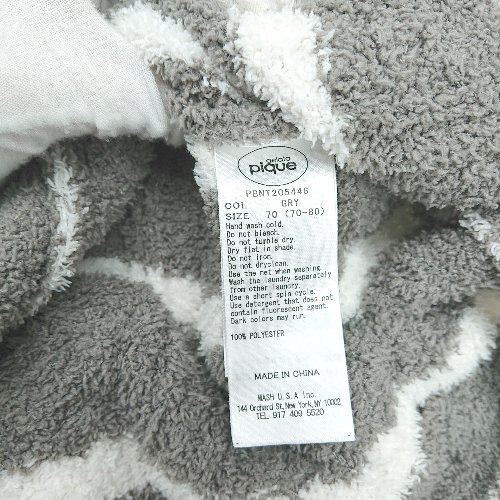 gelato
pique
PBNT205446
COL GRY
SIZE 70 (70-80)
Hand wash cold.
Do not bleach.
Do not tumble dry.
Dry flat in shade.
Do not iron.
Do not dryclean.
Use the net when washing.
Wash the laundry separately
from other laundry.
Use a short spin cycle.
Use detergent that does not
contain fluorescent agent.
Dark colors may run.
100% POLYESTER
MADE IN CHINA
MASH U.S.A Inc.
144 Orchard St, New York, NY 10002
TEL 917 409 5520